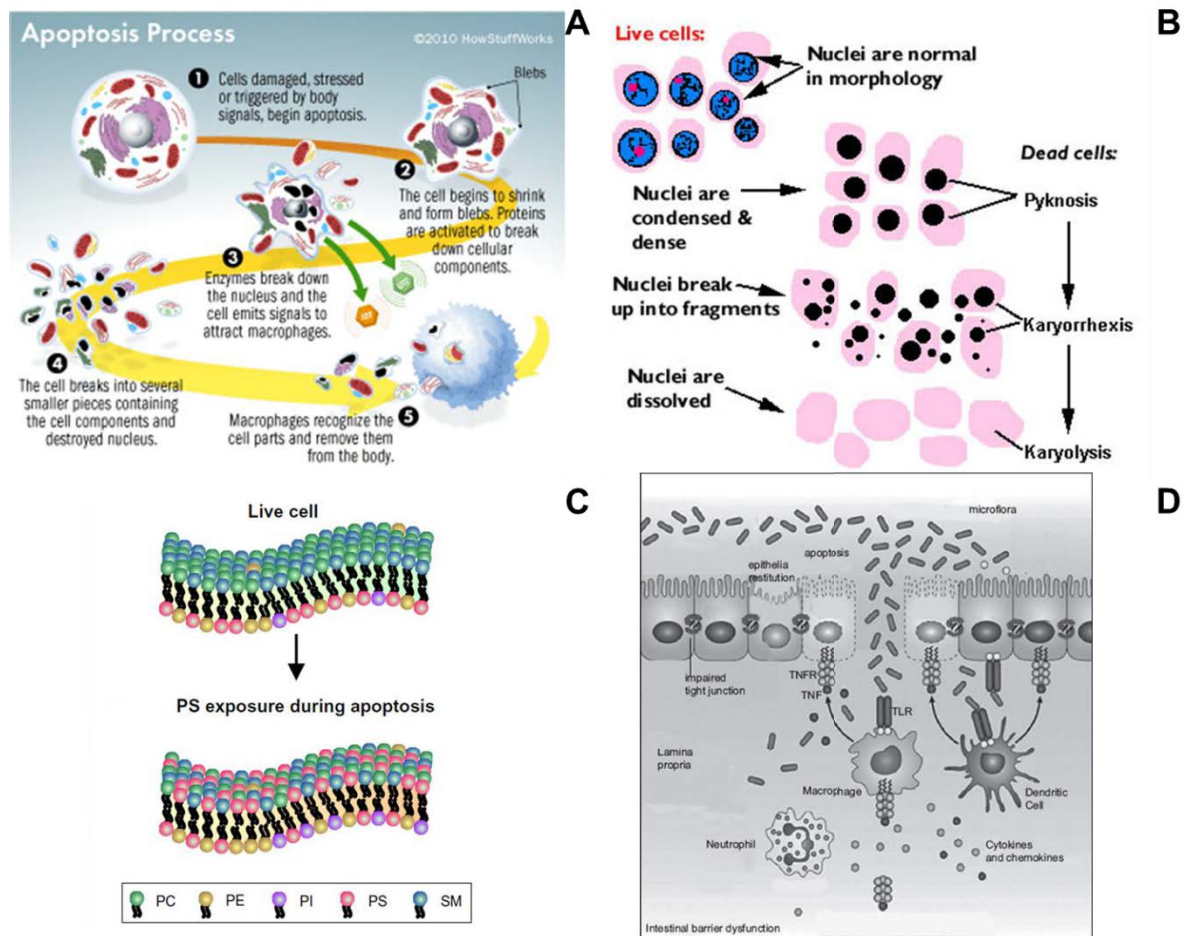 Apoptosis Process
©2010 HowStuffWorks
A
1
Cells damaged, stressed
or triggered by body
signals, begin apoptosis.
Blebs
2
The cell begins to shrink
and form blebs. Proteins
are activated to break
down cellular
components.
3
Enzymes break down
the nucleus and the
cell emits signals to
attract macrophages.
4
The cell breaks into several
smaller pieces containing
the cell components and
destroyed nucleus.
5
Macrophages recognize the
cell parts and remove them
from the body.
B
Live cells:
Nuclei are normal
in morphology
Dead cells:
Nuclei are
condensed &
dense
Pyknosis
Nuclei break
up into fragments
Karyorrhexis
Nuclei are
dissolved
Karyolysis
C
Live cell
PS exposure during apoptosis
PC PE PI PS SM
D
microflora
apoptosis
epithelia
restitution
impaired
tight junction
TNFR
TNF
TLR
Lamina
propria
Macrophage
Dendritic
Cell
Neutrophil
Cytokines
and chemokines
Intestinal barrier dysfunction